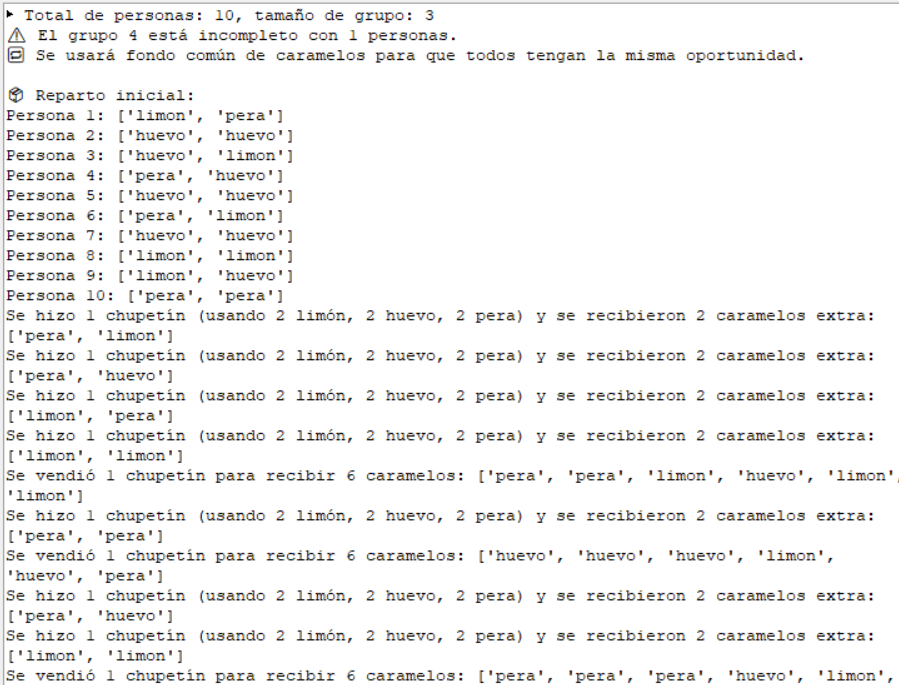 Total de personas: 10, tamaño de grupo: 3
⚠ El grupo 4 está incompleto con 1 personas.
🔁 Se usará fondo común de caramelos para que todos tengan la misma oportunidad.
📦 Reparto inicial:
Persona 1: ['limon', 'pera']
Persona 2: ['huevo', 'huevo']
Persona 3: ['huevo', 'limon']
Persona 4: ['pera', 'huevo']
Persona 5: ['huevo', 'huevo']
Persona 6: ['pera', 'limon']
Persona 7: ['huevo', 'huevo']
Persona 8: ['limon', 'limon']
Persona 9: ['limon', 'huevo']
Persona 10: ['pera', 'pera']
Se hizo 1 chupetín (usando 2 limón, 2 huevo, 2 pera) y se recibieron 2 caramelos extra:
['pera', 'limon']
Se hizo 1 chupetín (usando 2 limón, 2 huevo, 2 pera) y se recibieron 2 caramelos extra:
['pera', 'huevo']
Se hizo 1 chupetín (usando 2 limón, 2 huevo, 2 pera) y se recibieron 2 caramelos extra:
['limon', 'pera']
Se hizo 1 chupetín (usando 2 limón, 2 huevo, 2 pera) y se recibieron 2 caramelos extra:
['limon', 'limon']
Se vendió 1 chupetín para recibir 6 caramelos: ['pera', 'pera', 'limon', 'huevo', 'limon',
'limon']
Se hizo 1 chupetín (usando 2 limón, 2 huevo, 2 pera) y se recibieron 2 caramelos extra:
['pera', 'pera']
Se vendió 1 chupetín para recibir 6 caramelos: ['huevo', 'huevo', 'huevo', 'limon',
'huevo', 'pera']
Se hizo 1 chupetín (usando 2 limón, 2 huevo, 2 pera) y se recibieron 2 caramelos extra:
['pera', 'huevo']
Se hizo 1 chupetín (usando 2 limón, 2 huevo, 2 pera) y se recibieron 2 caramelos extra:
['limon', 'limon']
Se vendió 1 chupetín para recibir 6 caramelos: ['pera', 'pera', 'pera', 'huevo', 'limon',